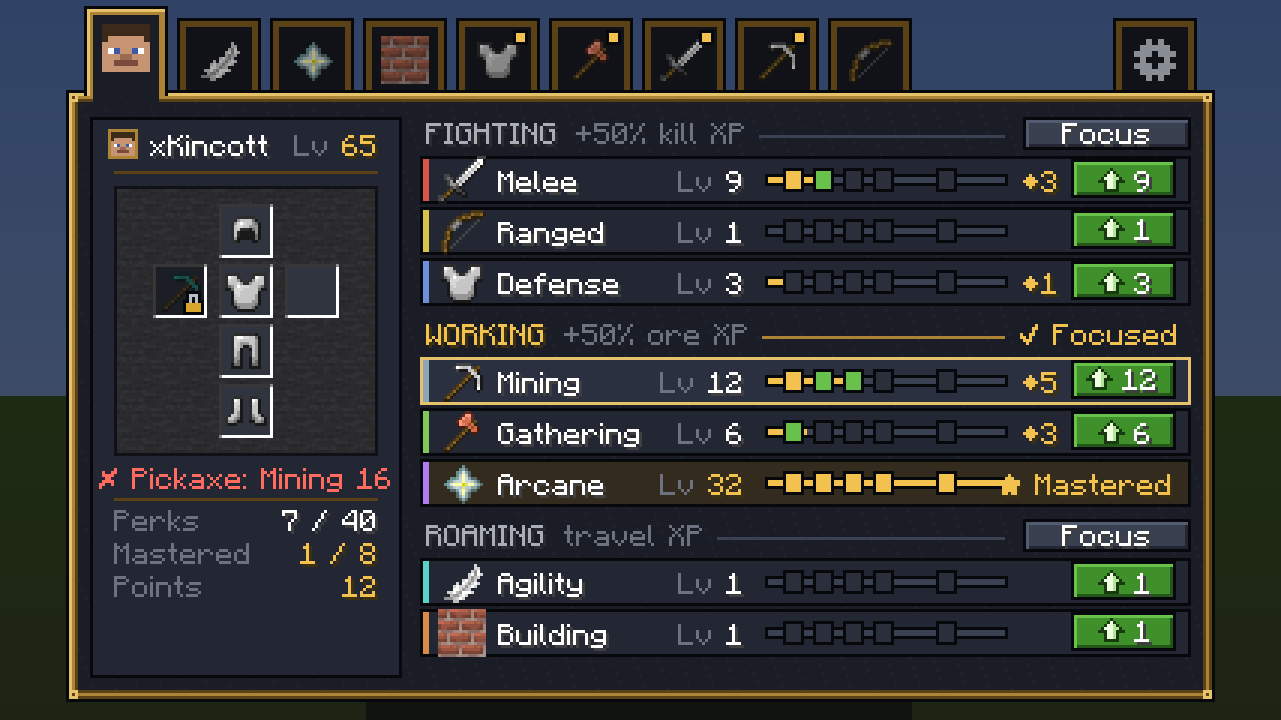 xKincott Lv 65
✘ Pickaxe: Mining 16
Perks 7 / 40
Mastered 1 / 8
Points 12
FIGHTING +50% kill XP Focus
Melee Lv 9 +3 9
Ranged Lv 1 1
Defense Lv 3 +1 3
WORKING +50% ore XP ✓ Focused
Mining Lv 12 +5 12
Gathering Lv 6 +3 6
Arcane Lv 32 Mastered
ROAMING travel XP Focus
Agility Lv 1 1
Building Lv 1 1